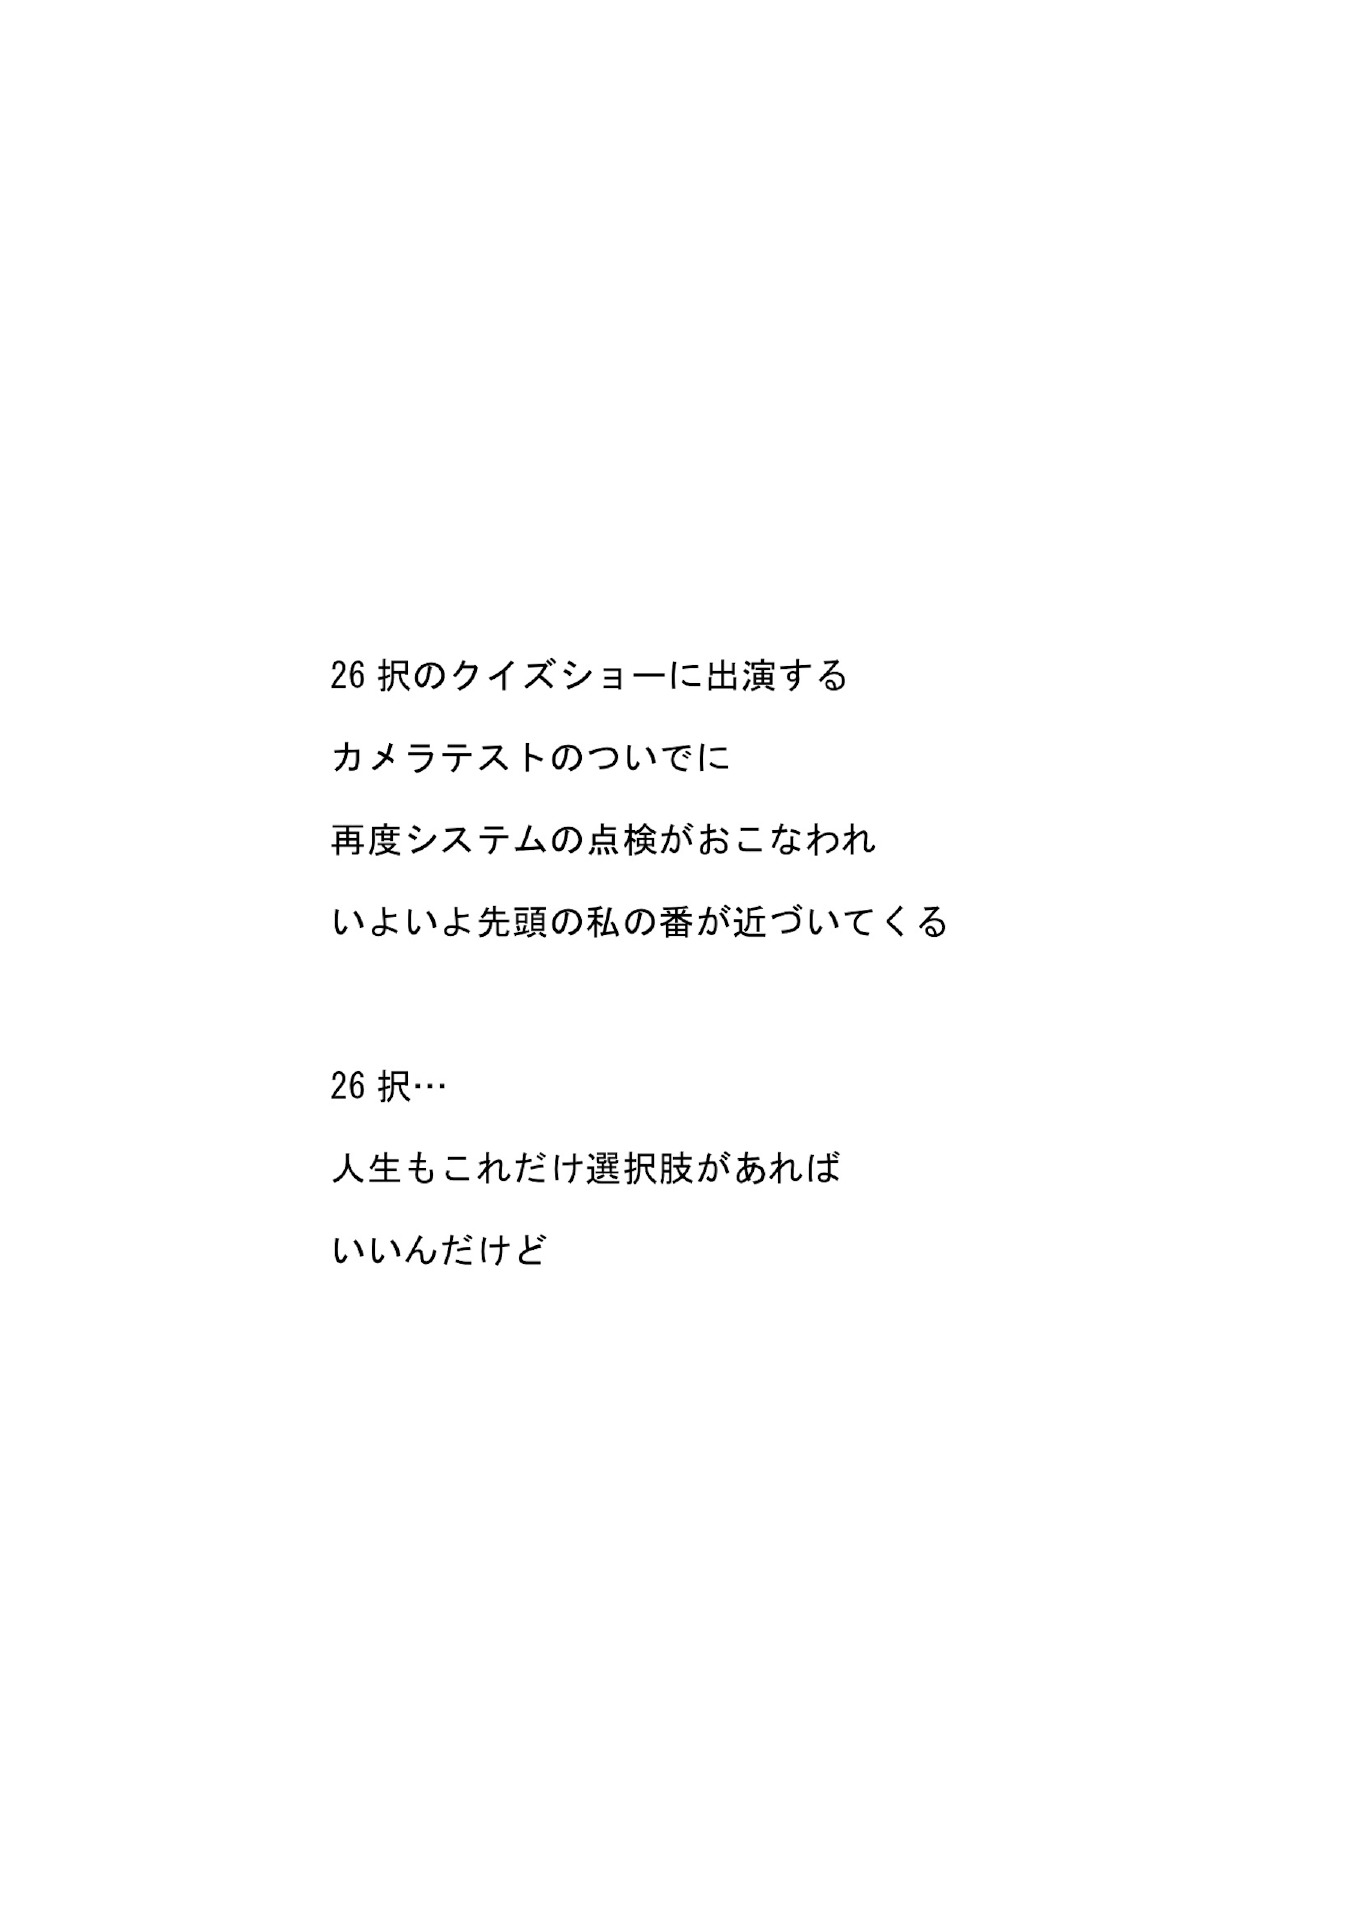 26択のクイズショーに出演する
カメラテストのついでに
再度システムの点検がおこなわれ
いよいよ先頭の私の番が近づいてくる
26択…
人生もこれだけ選択肢があれば
いいんだけど